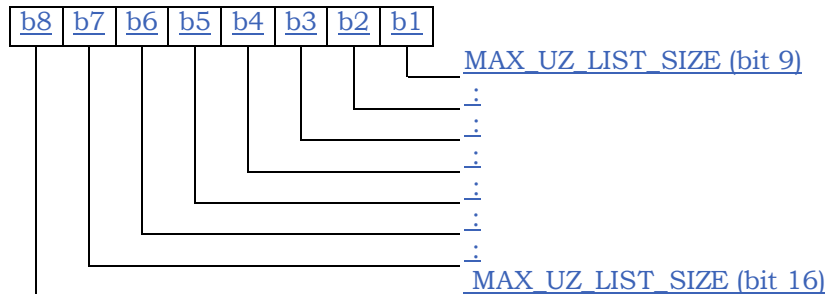 b8 b7 b6 b5 b4 b3 b2 b1
MAX_UZ_LIST_SIZE (bit 9)
:
:
:
:
:
:
MAX_UZ_LIST_SIZE (bit 16)